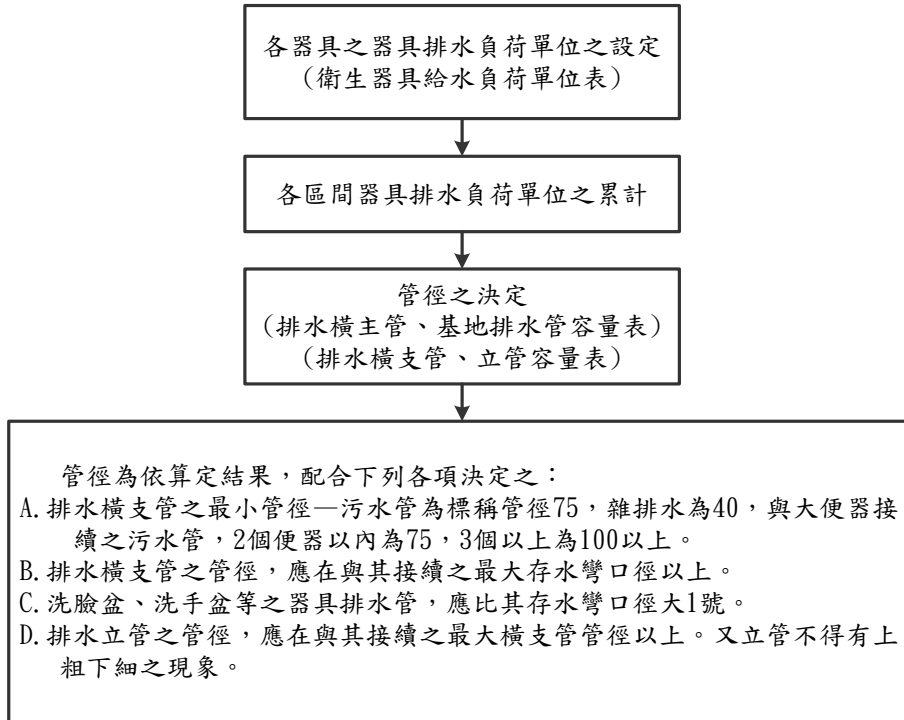 各器具之器具排水負荷單位之設定
(衛生器具給水負荷單位表)
各區間器具排水負荷單位之累計
管徑之決定
(排水橫主管、基地排水管容量表)
(排水橫支管、立管容量表)
管徑為依算定結果，配合下列各項決定之：
A.排水橫支管之最小管徑—污水管為標稱管徑75，雜排水為40，與大便器接
續之污水管，2個便器以內為75，3個以上為100以上。
B.排水橫支管之管徑，應在與其接續之最大存水彎口徑以上。
C.洗臉盆、洗手盆等之器具排水管，應比其存水彎口徑大1號。
D.排水立管之管徑，應在與其接續之最大橫支管管徑以上。又立管不得有上
粗下細之現象。